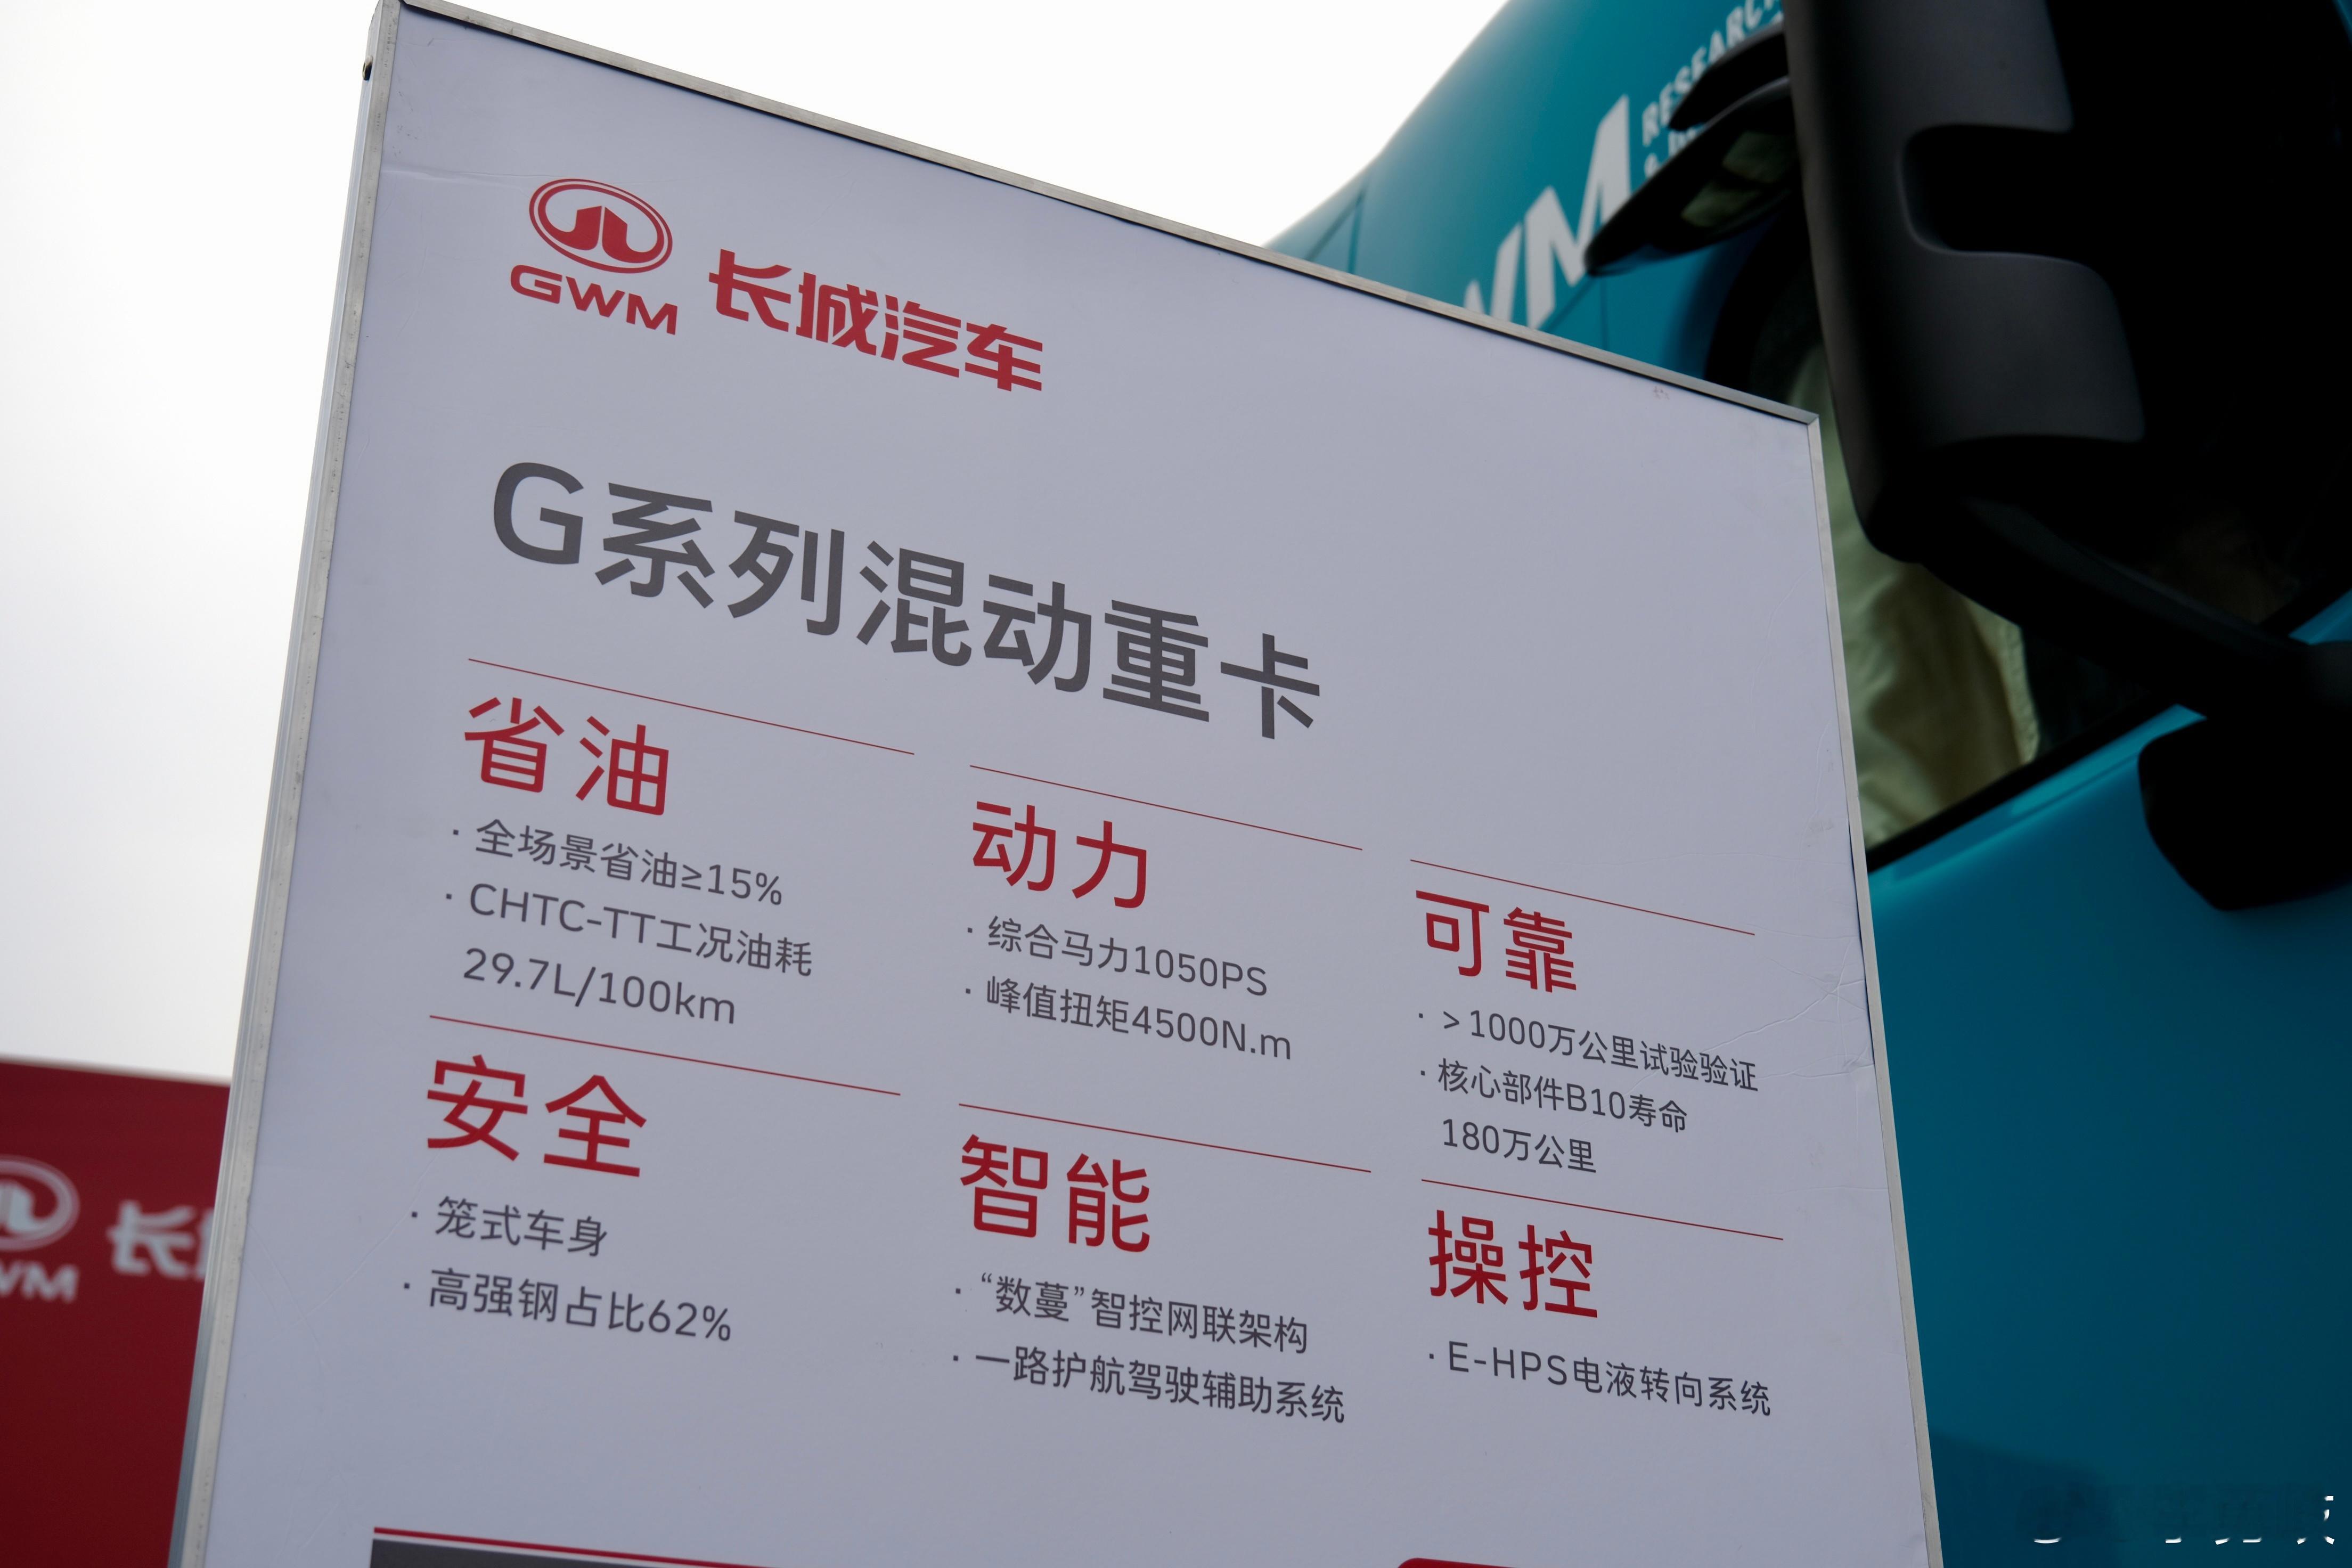 GWM
长城汽车
G系列混动重卡
省油
· 全场景省油≥15%
· CHTC-TT工况油耗
29.7L/100km
动力
· 综合马力1050PS
· 峰值扭矩4500N.m
可靠
· >1000万公里试验验证
· 核心部件B10寿命
180万公里
安全
· 笼式车身
· 高强钢占比62%
智能
· “数蔓”智控网联架构
· 一路护航驾驶辅助系统
操控
· E-HPS电液转向系统
RESEARCH
WM
WM
长